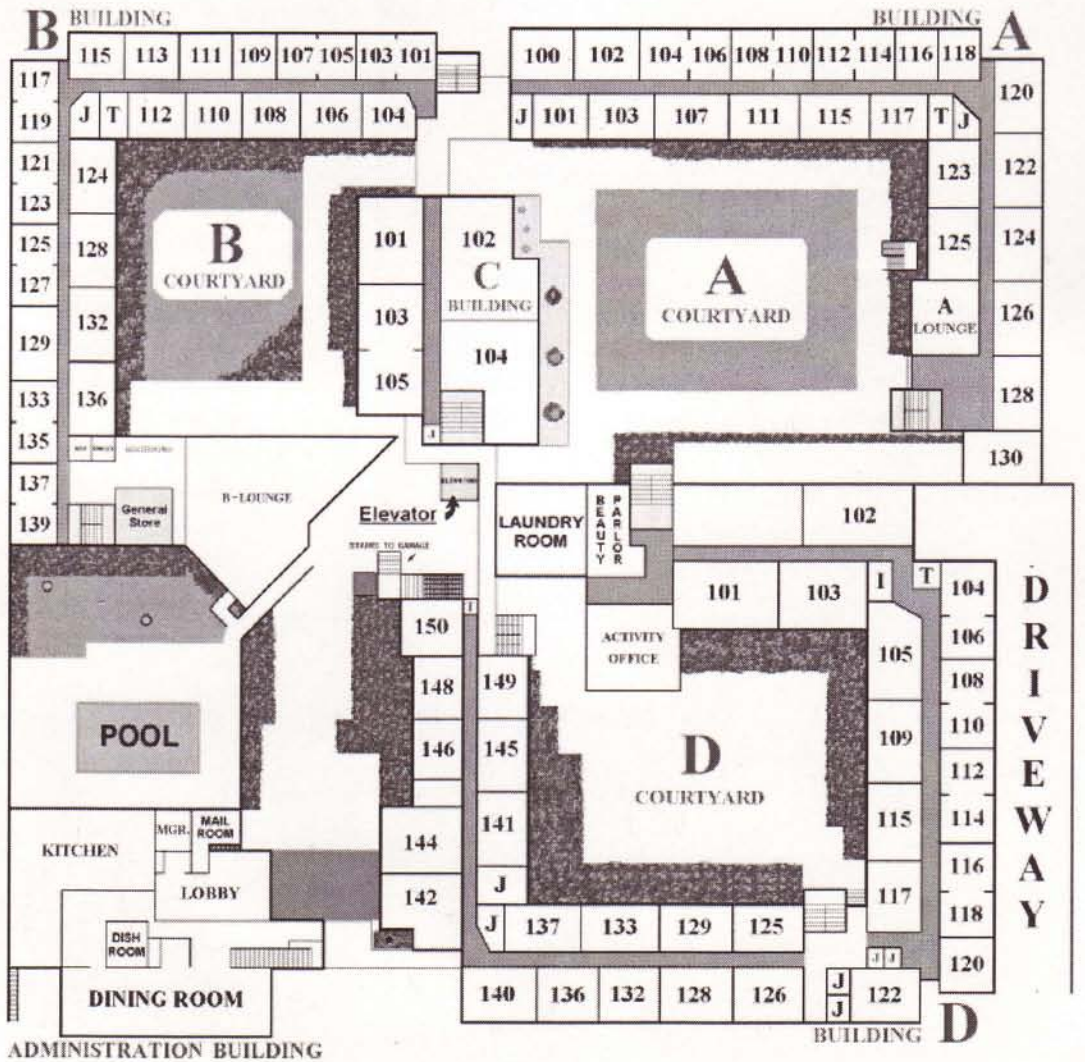 BUILDING
B
BUILDING
A
115 113 111 109 107 105 103 101
100 102 104 106 108 110 112 114 116 118
117
119
J T 112 110 108 106 104
J 101 103 107 111 115 117 T J
120
121
123
125
127
129
133
135
137
139
124
128
132
136
B
COURTYARD
101
103
105
102
C
BUILDING
104
J
A
COURTYARD
123
125
A
LOUNGE
122
124
126
128
130
B-LOUNGE
General
Store
ELEVATOR
Elevator
STAIRS TO GARAGE
LAUNDRY
ROOM
BEAUTY
PARLOR
102
101 103 I T
ACTIVITY
OFFICE
104
106
108
110
112
114
116
118
120
DRIVEWAY
105
109
115
117
150
I
148
146
144
142
149
145
141
J
D
COURTYARD
POOL
KITCHEN
MGR.
MAIL
ROOM
LOBBY
DISH
ROOM
DINING ROOM
J 137 133 129 125
J J
140 136 132 128 126
J
J
122
BUILDING
D
ADMINISTRATION BUILDING